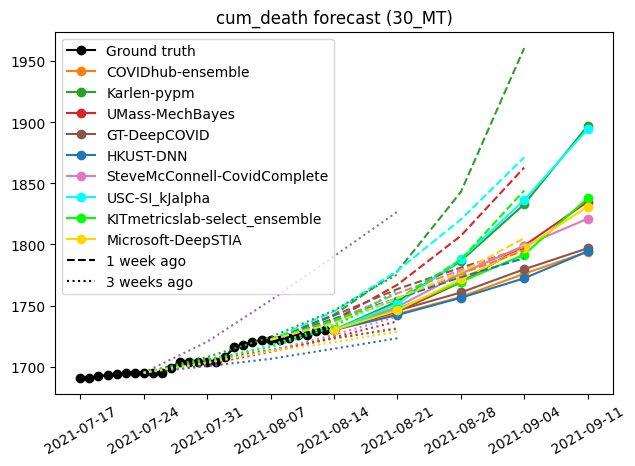 cum_death forecast (30_MT)
1950
1900
1850
1800
1750
1700
Ground truth
COVIDhub-ensemble
Karlen-pypm
UMass-MechBayes
GT-DeepCOVID
HKUST-DNN
SteveMcConnell-CovidComplete
USC-SI_kJalpha
KITmetricslab-select_ensemble
Microsoft-DeepSTIA
1 week ago
3 weeks ago
2021-07-17
2021-07-24
2021-07-31
2021-08-07
2021-08-14
2021-08-21
2021-08-28
2021-09-04
2021-09-11